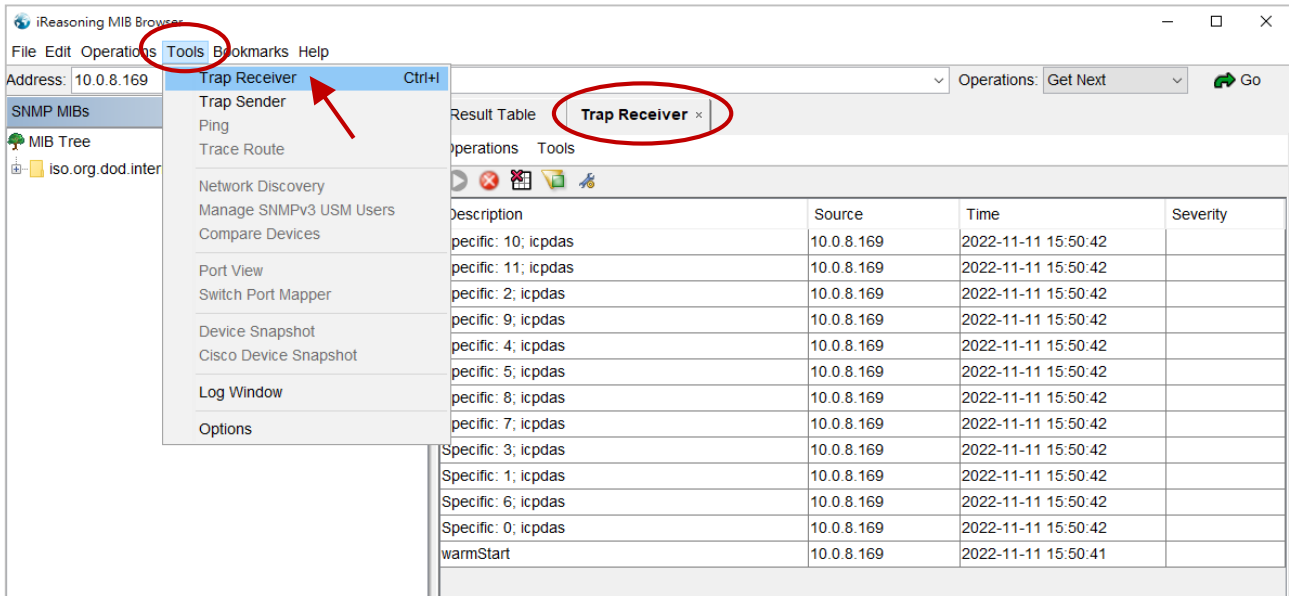 iReasoning MIB Browser
File Edit Operations Tools Bookmarks Help
Address: 10.0.8.169 Operations: Get Next Go
Trap Receiver Ctrl+I
Trap Sender
Ping
Trace Route
Network Discovery
Manage SNMPv3 USM Users
Compare Devices
Port View
Switch Port Mapper
Device Snapshot
Cisco Device Snapshot
Log Window
Options
SNMP MIBs
MIB Tree
iso.org.dod.inter
Result Table Trap Receiver ×
perations Tools
Description Source Time Severity
pecific: 10; icpdas 10.0.8.169 2022-11-11 15:50:42
pecific: 11; icpdas 10.0.8.169 2022-11-11 15:50:42
pecific: 2; icpdas 10.0.8.169 2022-11-11 15:50:42
pecific: 9; icpdas 10.0.8.169 2022-11-11 15:50:42
pecific: 4; icpdas 10.0.8.169 2022-11-11 15:50:42
pecific: 5; icpdas 10.0.8.169 2022-11-11 15:50:42
pecific: 8; icpdas 10.0.8.169 2022-11-11 15:50:42
pecific: 7; icpdas 10.0.8.169 2022-11-11 15:50:42
Specific: 3; icpdas 10.0.8.169 2022-11-11 15:50:42
Specific: 1; icpdas 10.0.8.169 2022-11-11 15:50:42
Specific: 6; icpdas 10.0.8.169 2022-11-11 15:50:42
Specific: 0; icpdas 10.0.8.169 2022-11-11 15:50:42
warmStart 10.0.8.169 2022-11-11 15:50:41